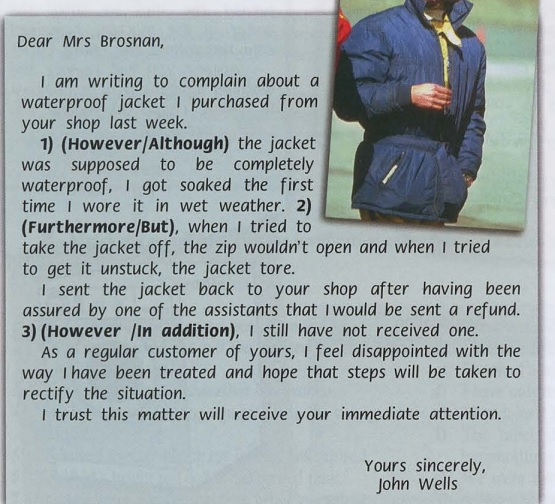 Dear Mrs Brosnan,
I am writing to complain about a
waterproof jacket I purchased from
your shop last week.
1) (However/Although) the jacket
was supposed to be completely
waterproof, I got soaked the first
time I wore it in wet weather. 2)
(Furthermore/But), when I tried to
take the jacket off, the zip wouldn't open and when I tried
to get it unstuck, the jacket tore.
I sent the jacket back to your shop after having been
assured by one of the assistants that I would be sent a refund.
3) (However /In addition), I still have not received one.
As a regular customer of yours, I feel disappointed with the
way I have been treated and hope that steps will be taken to
rectify the situation.
I trust this matter will receive your immediate attention.
Yours sincerely,
John Wells